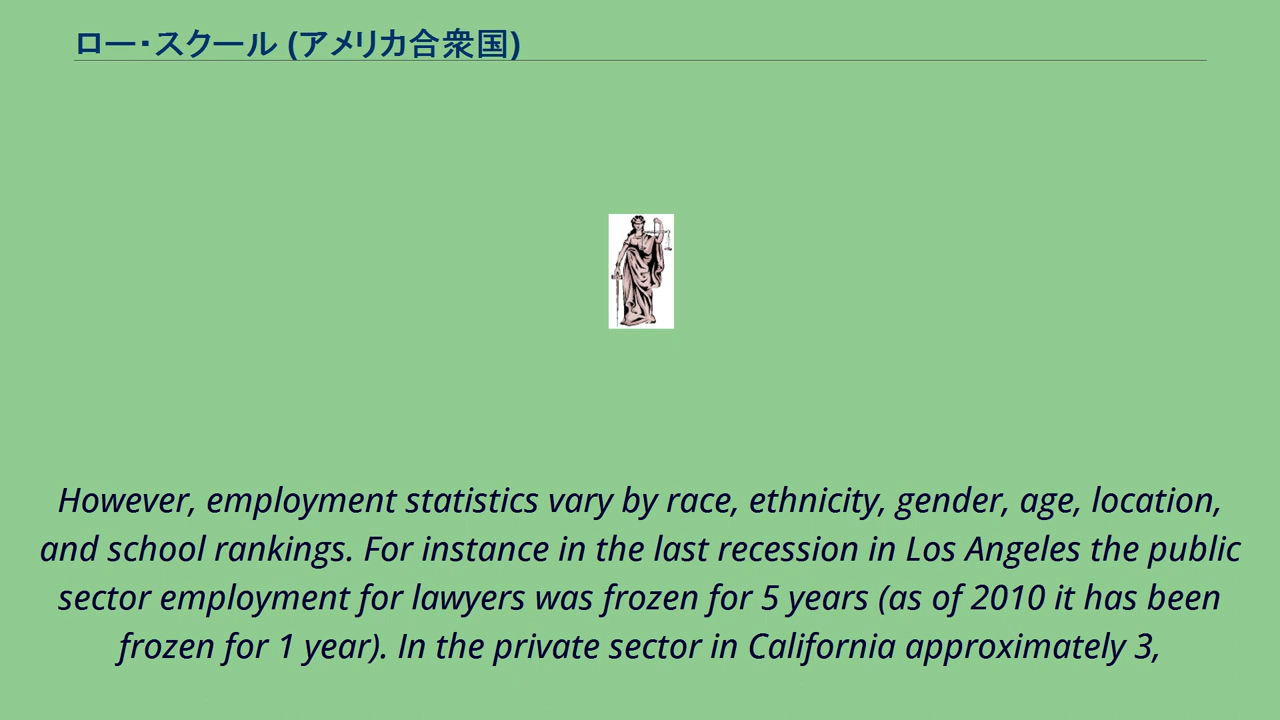 ロー・スクール (アメリカ合衆国)
However, employment statistics vary by race, ethnicity, gender, age, location,
and school rankings. For instance in the last recession in Los Angeles the public
sector employment for lawyers was frozen for 5 years (as of 2010 it has been
frozen for 1 year). In the private sector in California approximately 3,